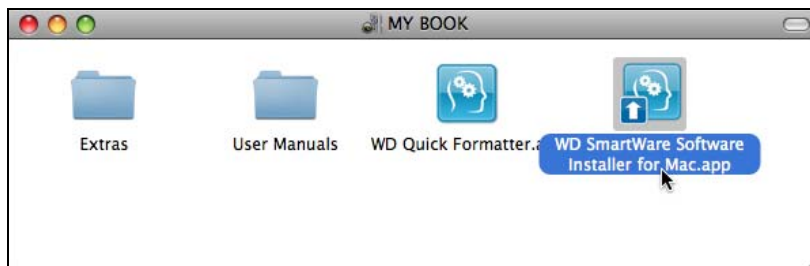 MY BOOK
Extras
User Manuals
WD Quick Formatter.a
WD SmartWare Software
Installer for Mac.app